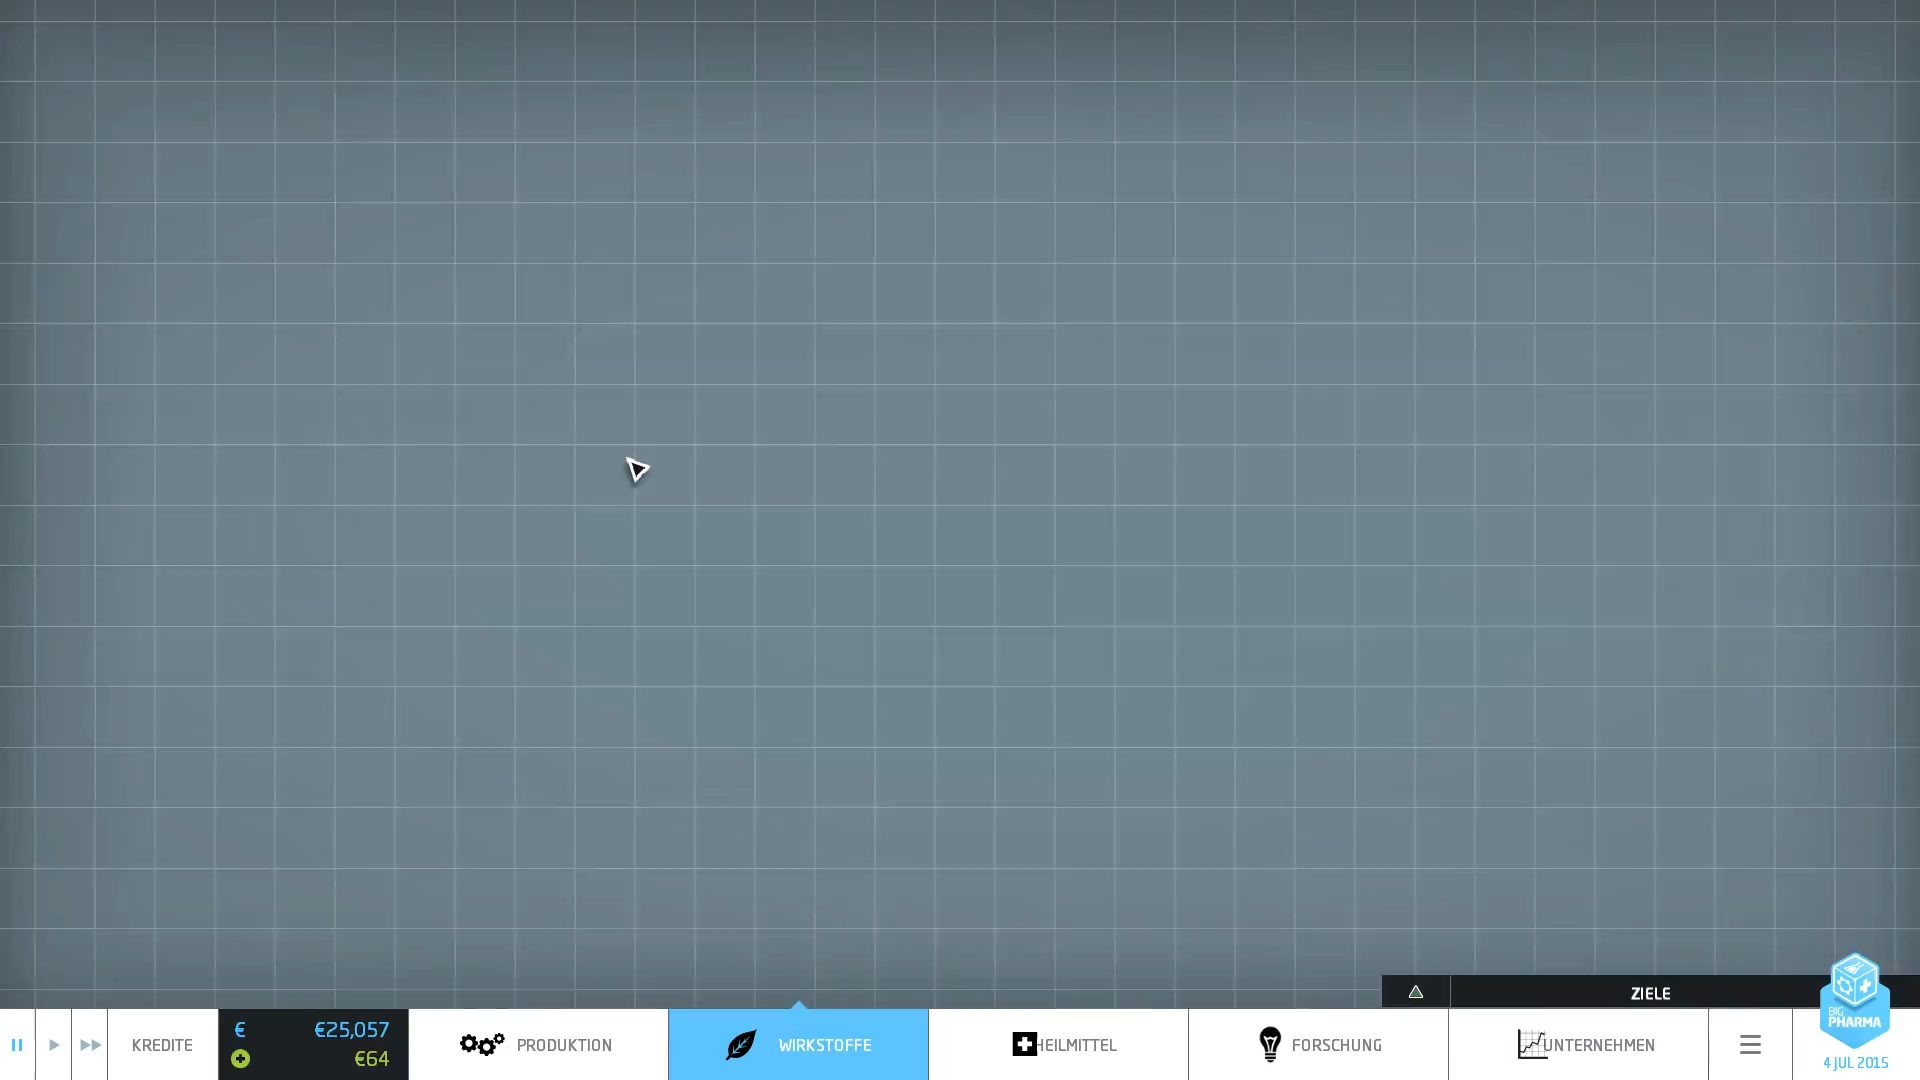 ZIELE
BIG
PHARMA
4 JUL 2015
KREDITE
€ €25,057
€64
PRODUKTION
WIRKSTOFFE
HEILMITTEL
FORSCHUNG
UNTERNEHMEN